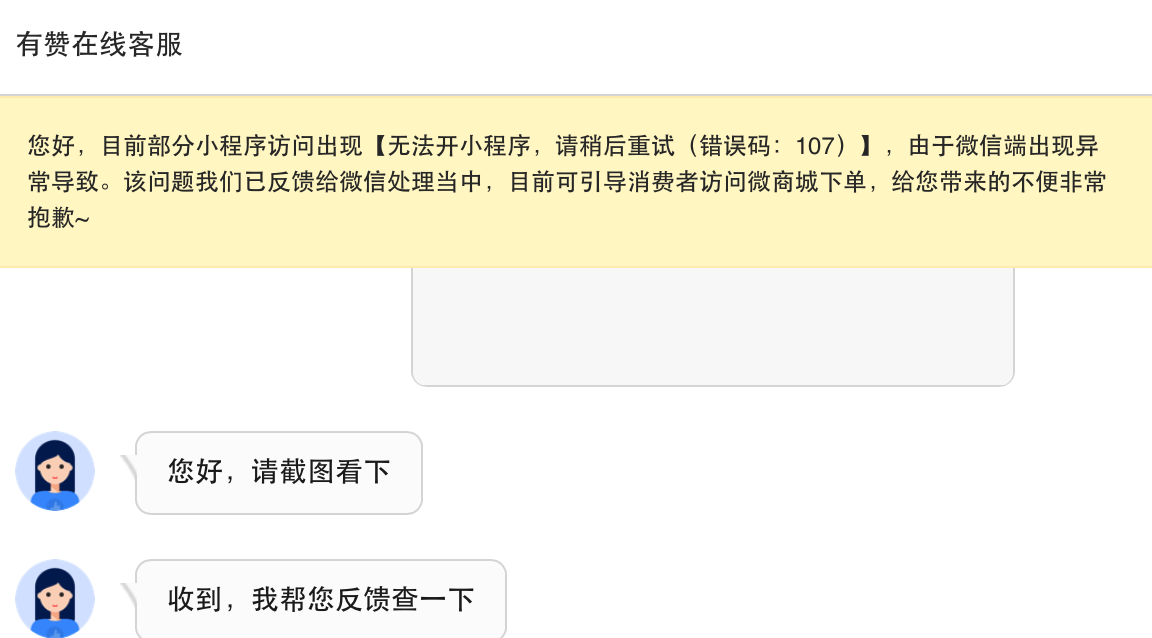 有赞在线客服
您好，目前部分小程序访问出现【无法开小程序，请稍后重试（错误码：107）】，由于微信端出现异
常导致。该问题我们已反馈给微信处理当中，目前可引导消费者访问微商城下单，给您带来的不便非常
抱歉~
您好，请截图看下
收到，我帮您反馈查一下